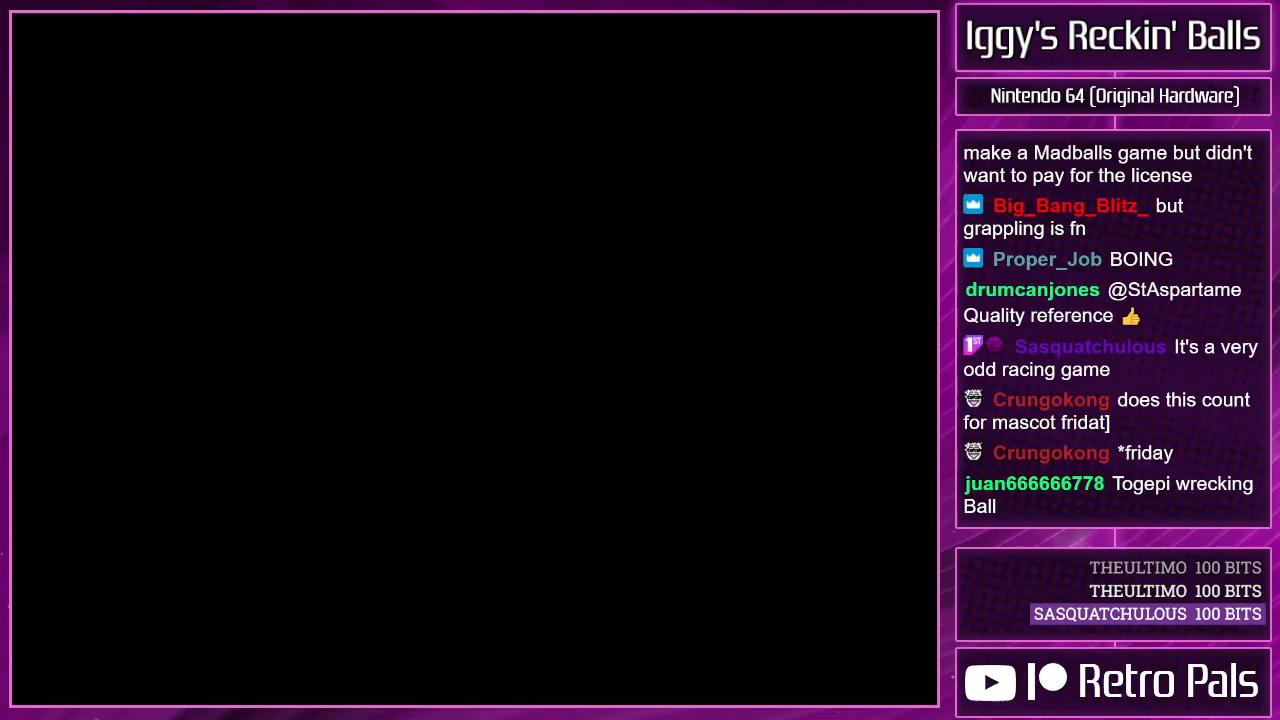 Iggy's Reckin' Balls
Nintendo 64 (Original Hardware)
make a Madballs game but didn't
want to pay for the license
Big_Bang_Blitz_ but
grappling is fn
Proper_Job BOING
drumcanjones @StAspartame
Quality reference 👍
1ST Sasquatchulous It's a very
odd racing game
Crungokong does this count
for mascot fridat]
Crungokong *friday
juan666666778 Togepi wrecking
Ball
THEULTIMO 100 BITS
THEULTIMO 100 BITS
SASQUATCHULOUS 100 BITS
Retro Pals